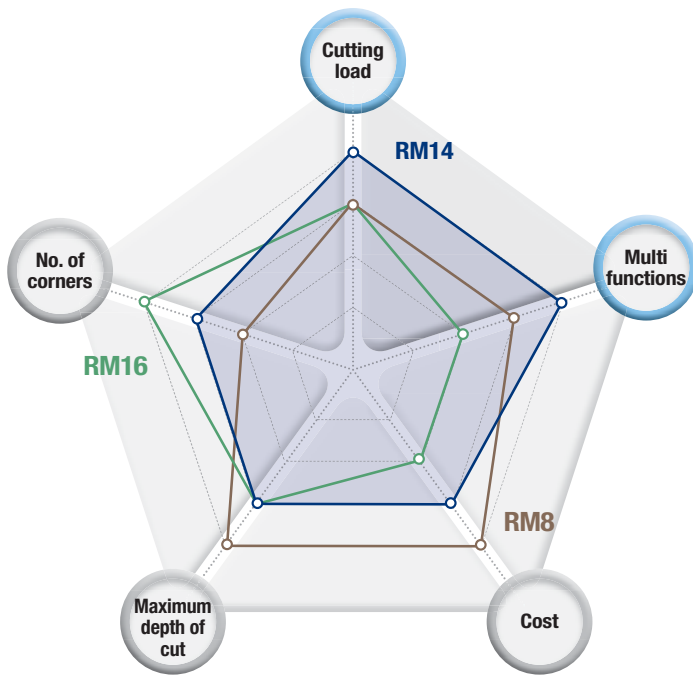 Cutting
load
RM14
No. of
corners
Multi
functions
RM16
RM8
Maximum
depth of
cut
Cost